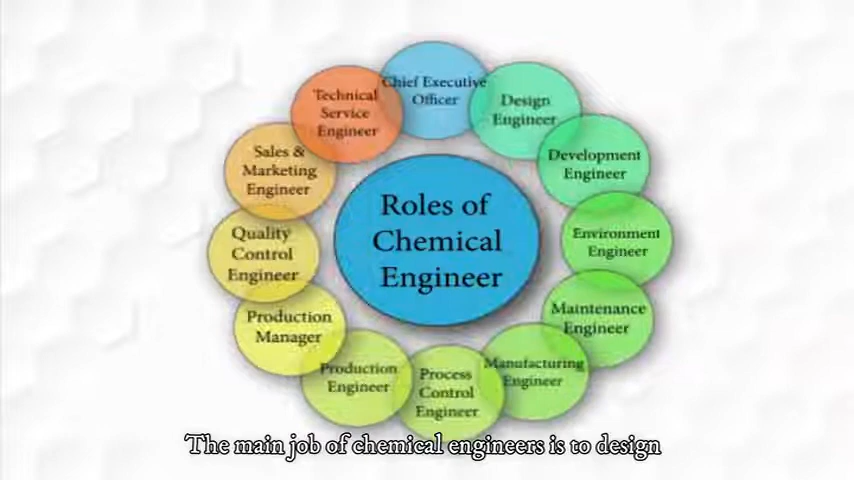 Roles of
Chemical
Engineer
Chief Executive
Officer
Design
Engineer
Development
Engineer
Environment
Engineer
Maintenance
Engineer
Manufacturing
Engineer
Process
Control
Engineer
Production
Engineer
Production
Manager
Quality
Control
Engineer
Sales &
Marketing
Engineer
Technical
Service
Engineer
The main job of chemical engineers is to design